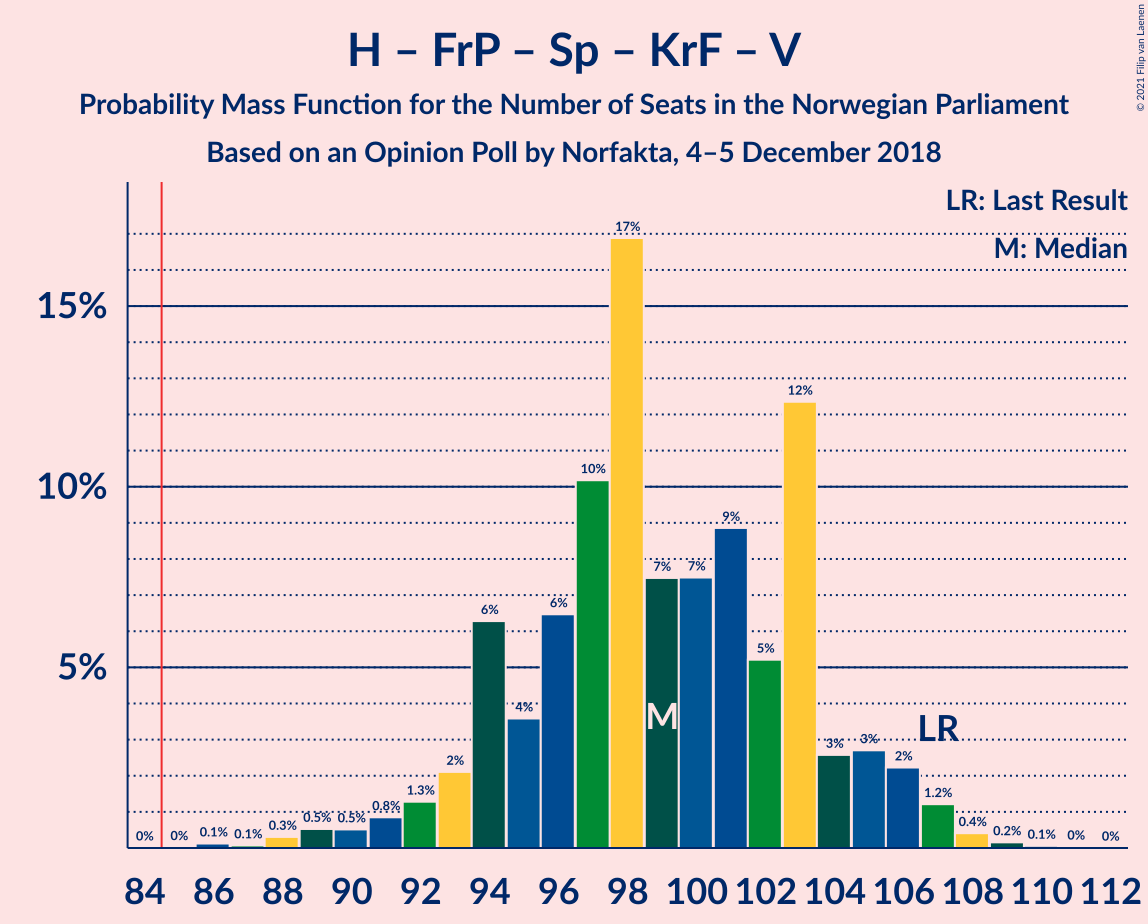 H – FrP – Sp – KrF – V
Probability Mass Function for the Number of Seats in the Norwegian Parliament
Based on an Opinion Poll by Norfakta, 4–5 December 2018
© 2021 Filip van Laenen
LR: Last Result
M: Median
15%
10%
5%
0% 0% 0.1% 0.1% 0.3% 0.5% 0.5% 0.8% 1.3% 2% 6% 4% 6% 10% 17% 7% 7% 9% 5% 12% 3% 3% 2% 1.2% 0.4% 0.2% 0.1% 0% 0%
M
LR
84 86 88 90 92 94 96 98 100 102 104 106 108 110 112